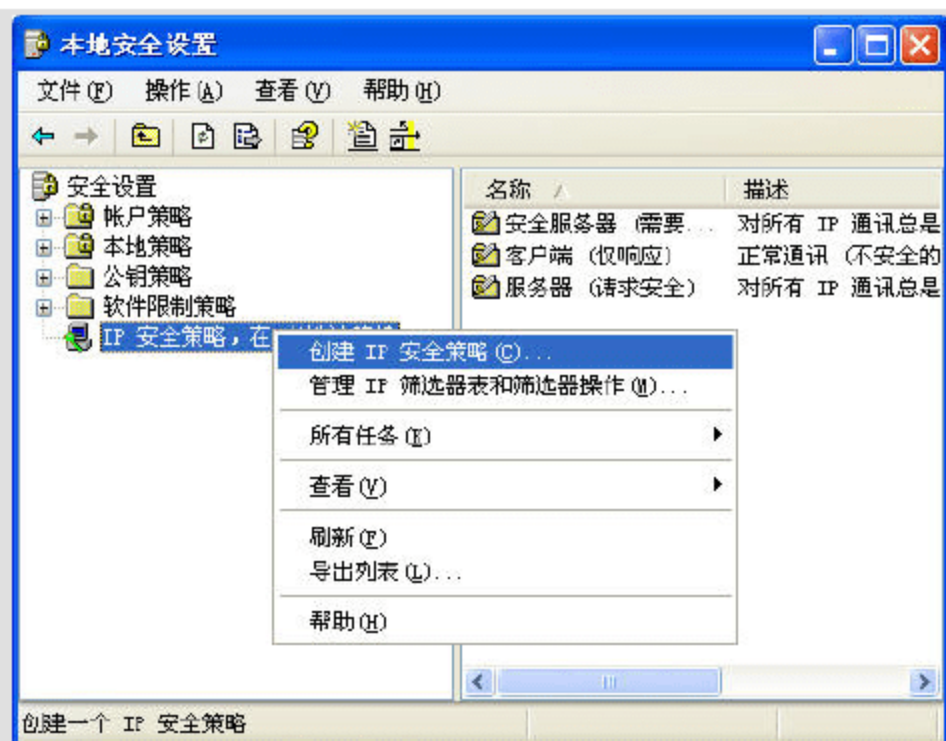 本地安全设置
文件(F) 操作(A) 查看(V) 帮助(H)
安全设置
帐户策略
本地策略
公钥策略
软件限制策略
IP 安全策略，在
名称 描述
安全服务器 (需要... 对所有 IP 通讯总是
客户端 (仅响应) 正常通讯 (不安全的
服务器 (请求安全) 对所有 IP 通讯总是
创建 IP 安全策略(C)...
管理 IP 筛选器表和筛选器操作(M)...
所有任务(K)
查看(V)
刷新(F)
导出列表(L)...
帮助(H)
创建一个 IP 安全策略